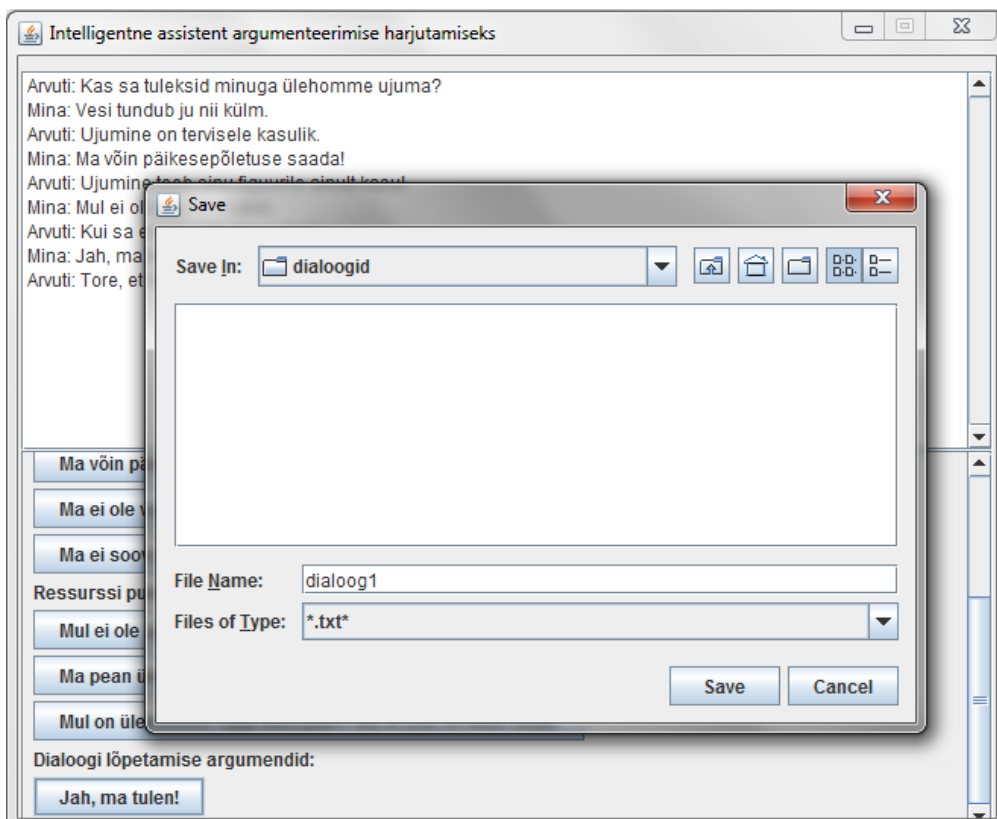 Intelligentne assistent argumenteerimise harjutamiseks
Arvuti: Kas sa tuleksid minuga ülehomme ujuma?
Mina: Vesi tundub ju nii külm.
Arvuti: Ujumine on tervisele kasulik.
Mina: Ma võin päikesepõletuse saada!
Arvuti: Ujumine
Mina: Mul ei ol
Arvuti: Kui sa e
Mina: Jah, ma
Arvuti: Tore, et
Save
Save In: dialoogid
File Name: dialoog1
Files of Type: *.txt*
Save Cancel
Ma võin pä
Ma ei ole v
Ma ei soov
Ressurssi pu
Mul ei ole
Ma pean ü
Mul on üle
Dialoogi lõpetamise argumendid:
Jah, ma tulen!